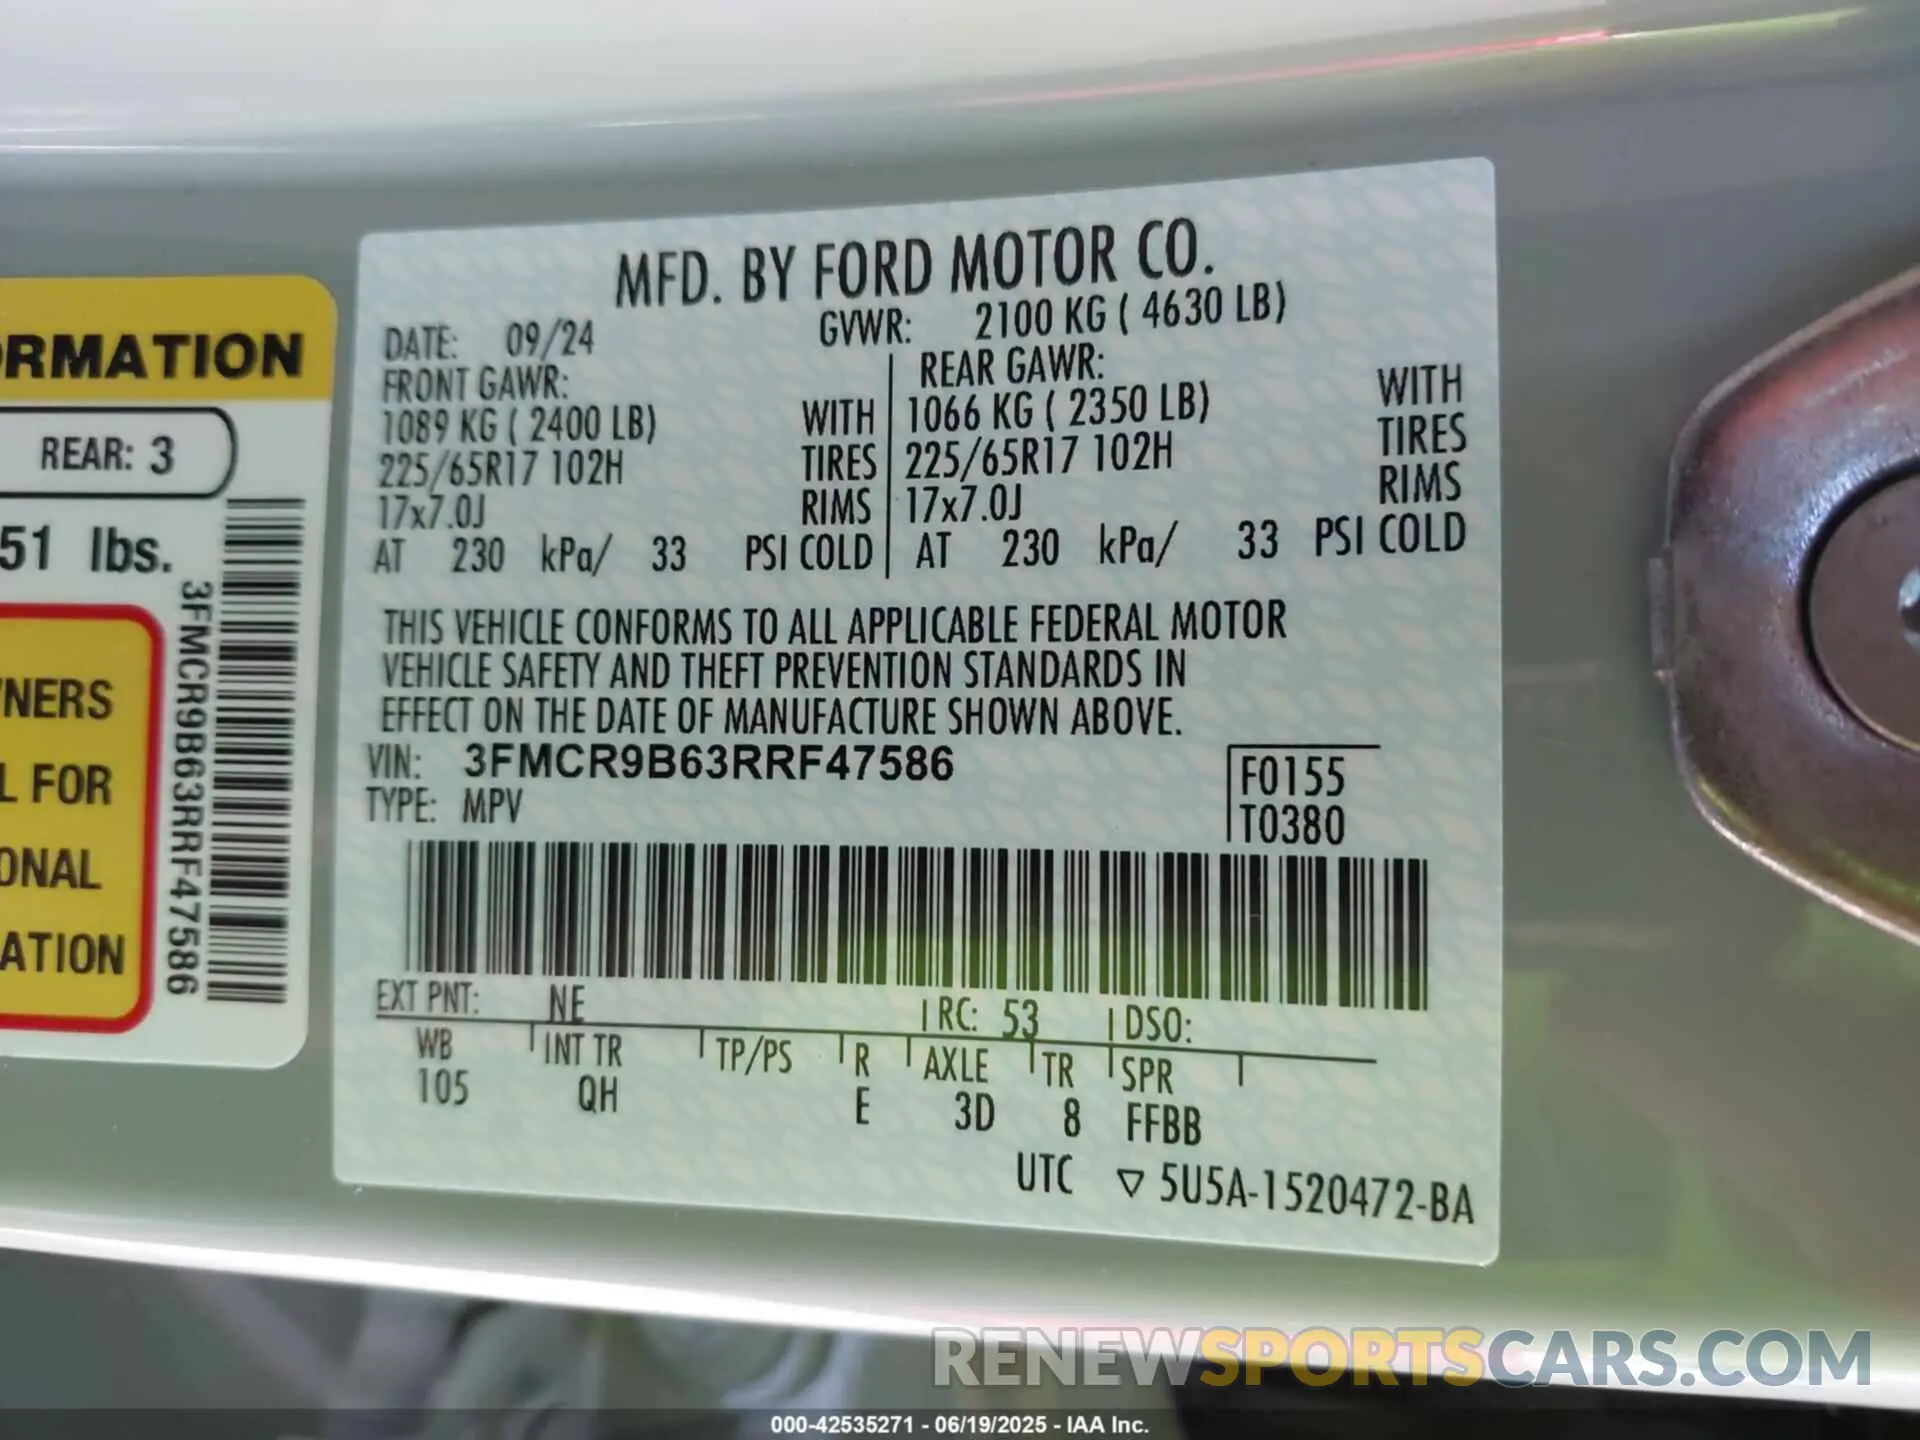 MFD. BY FORD MOTOR CO.
DATE: 09/24 GVWR: 2100 KG ( 4630 LB)
FRONT GAWR: REAR GAWR:
1089 KG ( 2400 LB) WITH 1066 KG ( 2350 LB) WITH
225/65R17 102H TIRES 225/65R17 102H TIRES
17x7.0J RIMS 17x7.0J RIMS
AT 230 kPa/ 33 PSI COLD AT 230 kPa/ 33 PSI COLD
THIS VEHICLE CONFORMS TO ALL APPLICABLE FEDERAL MOTOR
VEHICLE SAFETY AND THEFT PREVENTION STANDARDS IN
EFFECT ON THE DATE OF MANUFACTURE SHOWN ABOVE.
VIN: 3FMCR9B63RRF47586 F0155
TYPE: MPV T0380
EXT PNT: NE RC: 53 DSO:
WB INT TR TP/PS R AXLE TR SPR
105 QH E 3D 8 FFBB
UTC ▽ 5U5A-1520472-BA
ORMATION
REAR: 3
51 lbs.
3FMCR9B63RRF47586
NERS
L FOR
ONAL
ATION
RENEWSPORTSCARS.COM
000-42535271 - 06/19/2025 - IAA Inc.